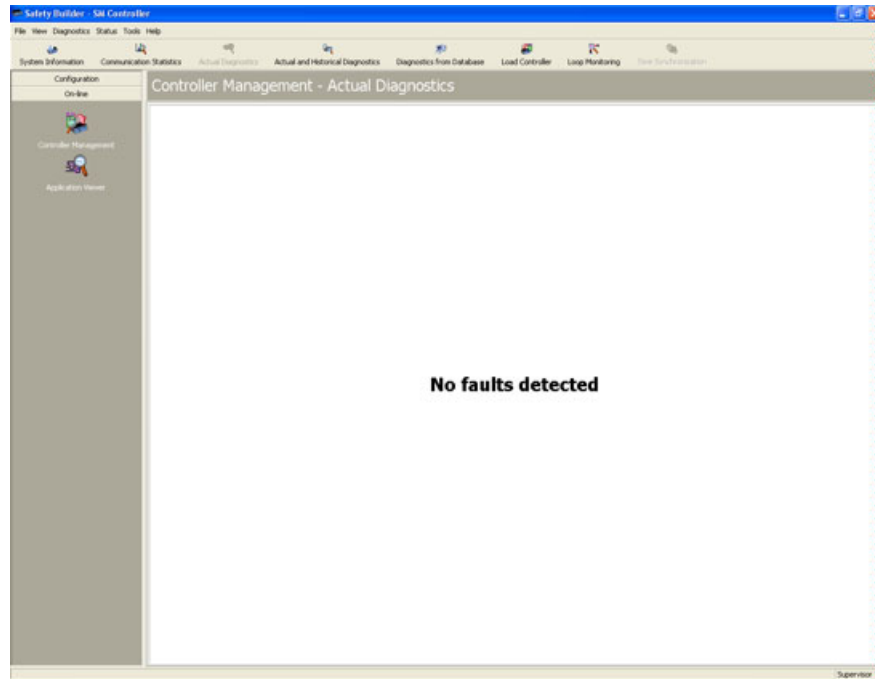 Safety Builder - SM Controller
File View Diagnostics Status Tools Help
System Information Communication Statistics Actual Diagnostics Actual and Historical Diagnostics Diagnostics from Database Load Controller Loop Monitoring Time Synchronization
Configuration
On-line
Controller Management - Actual Diagnostics
Controller Management
Application Viewer
No faults detected
Supervisor